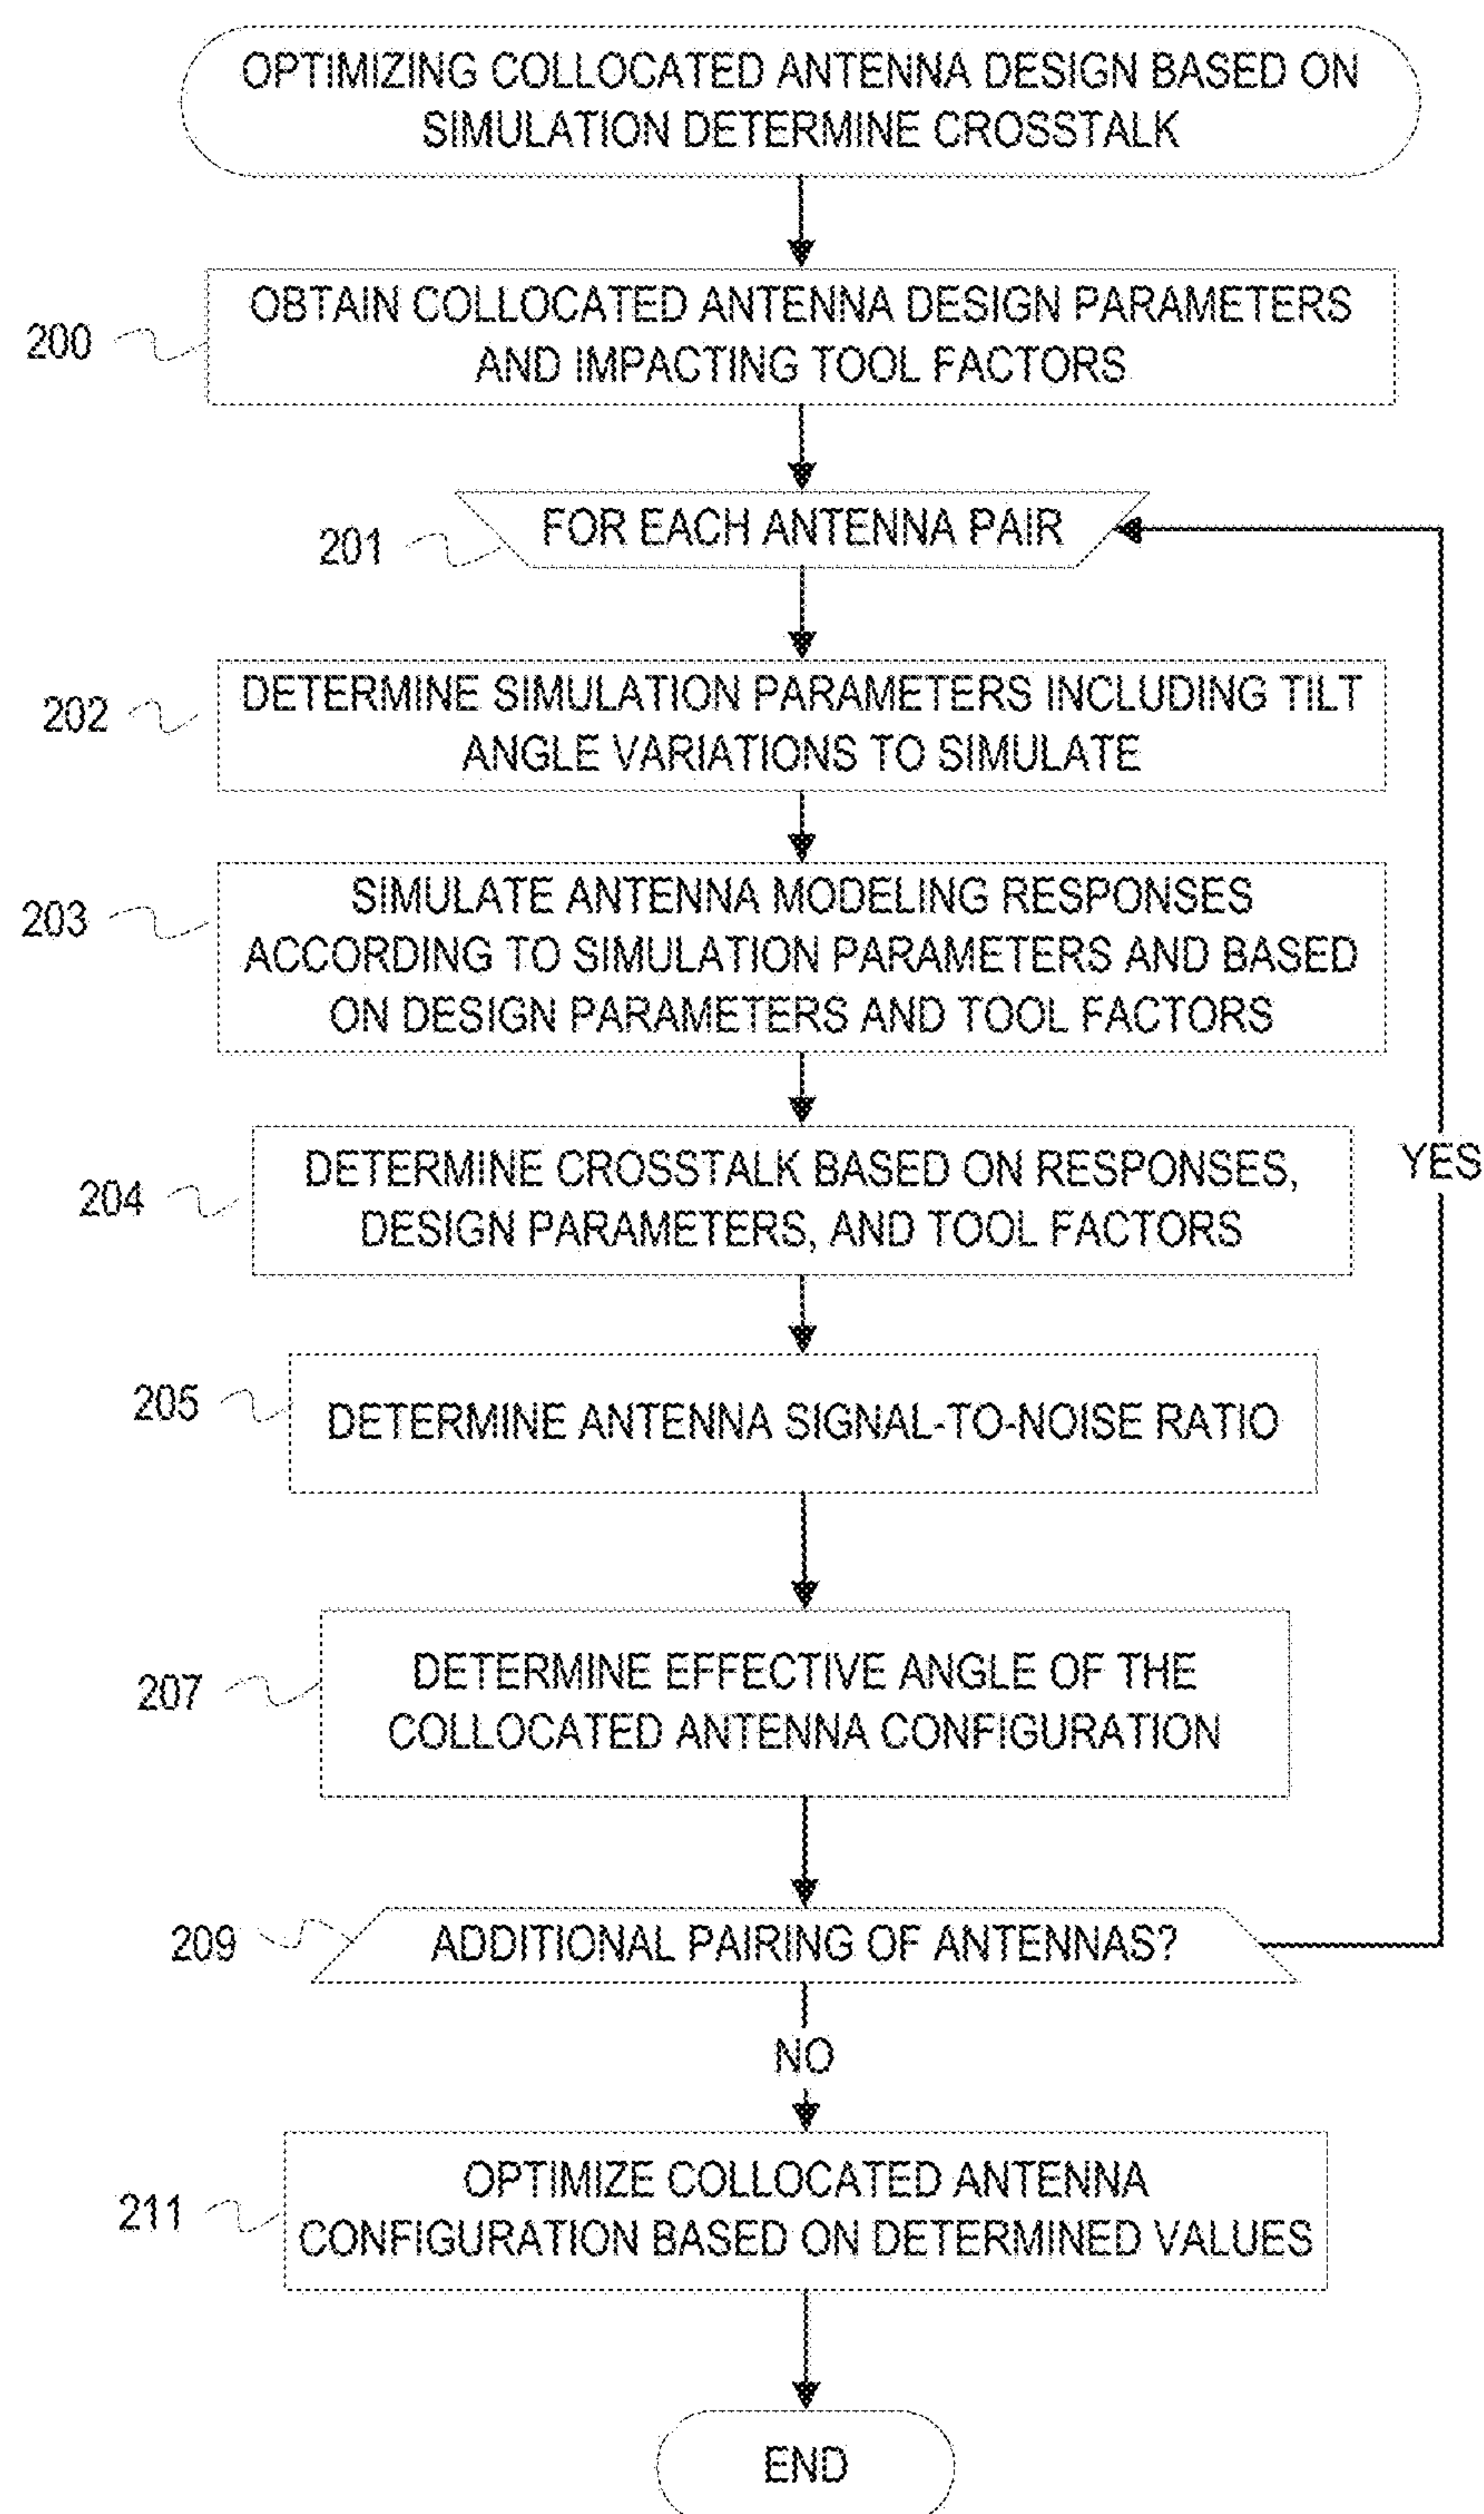 OPTIMIZING COLLOCATED ANTENNA DESIGN BASED ON
SIMULATION DETERMINE CROSSTALK
200
OBTAIN COLLOCATED ANTENNA DESIGN PARAMETERS
AND IMPACTING TOOL FACTORS
201
FOR EACH ANTENNA PAIR
202
DETERMINE SIMULATION PARAMETERS INCLUDING TILT
ANGLE VARIATIONS TO SIMULATE
203
SIMULATE ANTENNA MODELING RESPONSES
ACCORDING TO SIMULATION PARAMETERS AND BASED
ON DESIGN PARAMETERS AND TOOL FACTORS
204
DETERMINE CROSSTALK BASED ON RESPONSES,
DESIGN PARAMETERS, AND TOOL FACTORS
YES
205
DETERMINE ANTENNA SIGNAL-TO-NOISE RATIO
207
DETERMINE EFFECTIVE ANGLE OF THE
COLLOCATED ANTENNA CONFIGURATION
209
ADDITIONAL PAIRING OF ANTENNAS?
NO
211
OPTIMIZE COLLOCATED ANTENNA
CONFIGURATION BASED ON DETERMINED VALUES
END